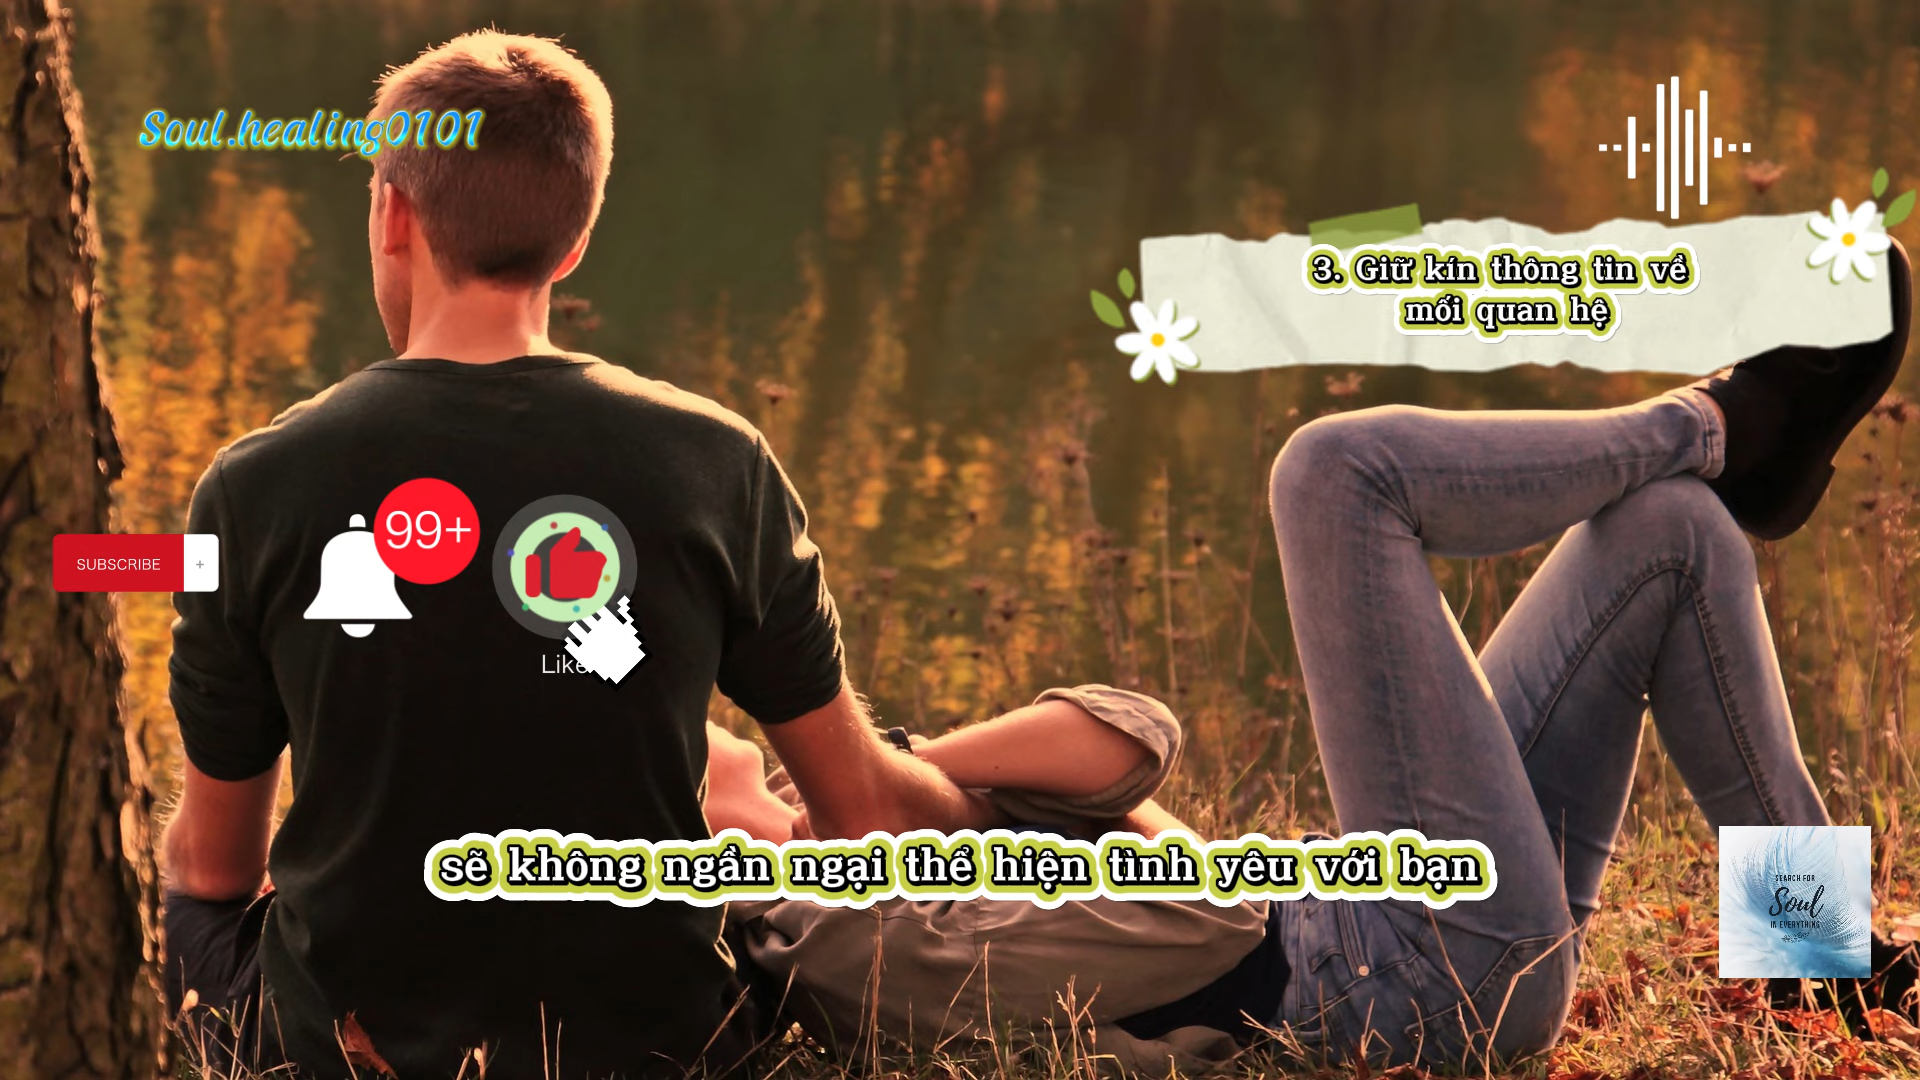 Soul.healing0101
3. Giữ kín thông tin về
mối quan hệ
SUBSCRIBE +
99+
Like
sẽ không ngần ngại thể hiện tình yêu với bạn
SEARCH FOR
Soul
IN EVERYTHING